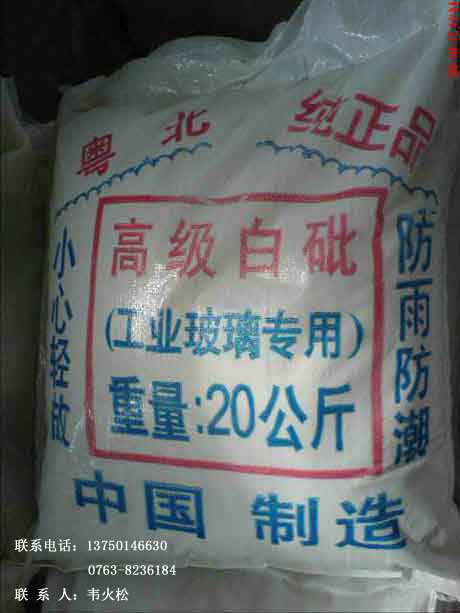 粤北 纯正品
小心轻放
高级白砒
(工业玻璃专用)
重量:20公斤
防雨防潮
中国 制造
联系电话: 13750146630
0763-8236184
联 系 人: 韦火松